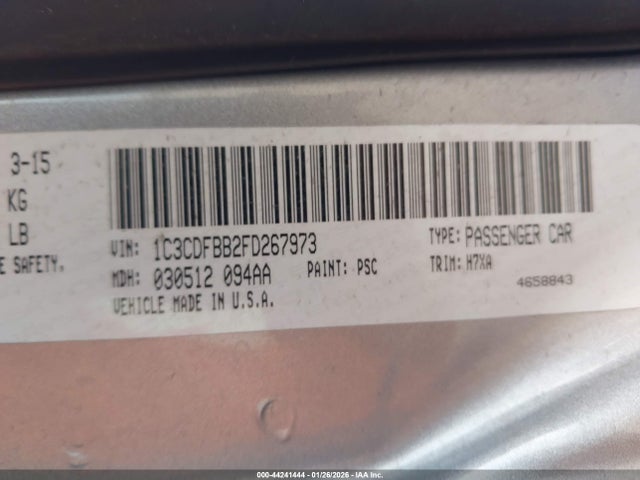 3-15
KG
LB
E SAFETY.
VIN: 1C3CDFBB2FD267973 TYPE: PASSENGER CAR
MDH: 030512 094AA PAINT: PSC TRIM: H7XA
VEHICLE MADE IN U.S.A. 4658843
000-44241444 - 01/26/2026 - IAA Inc.